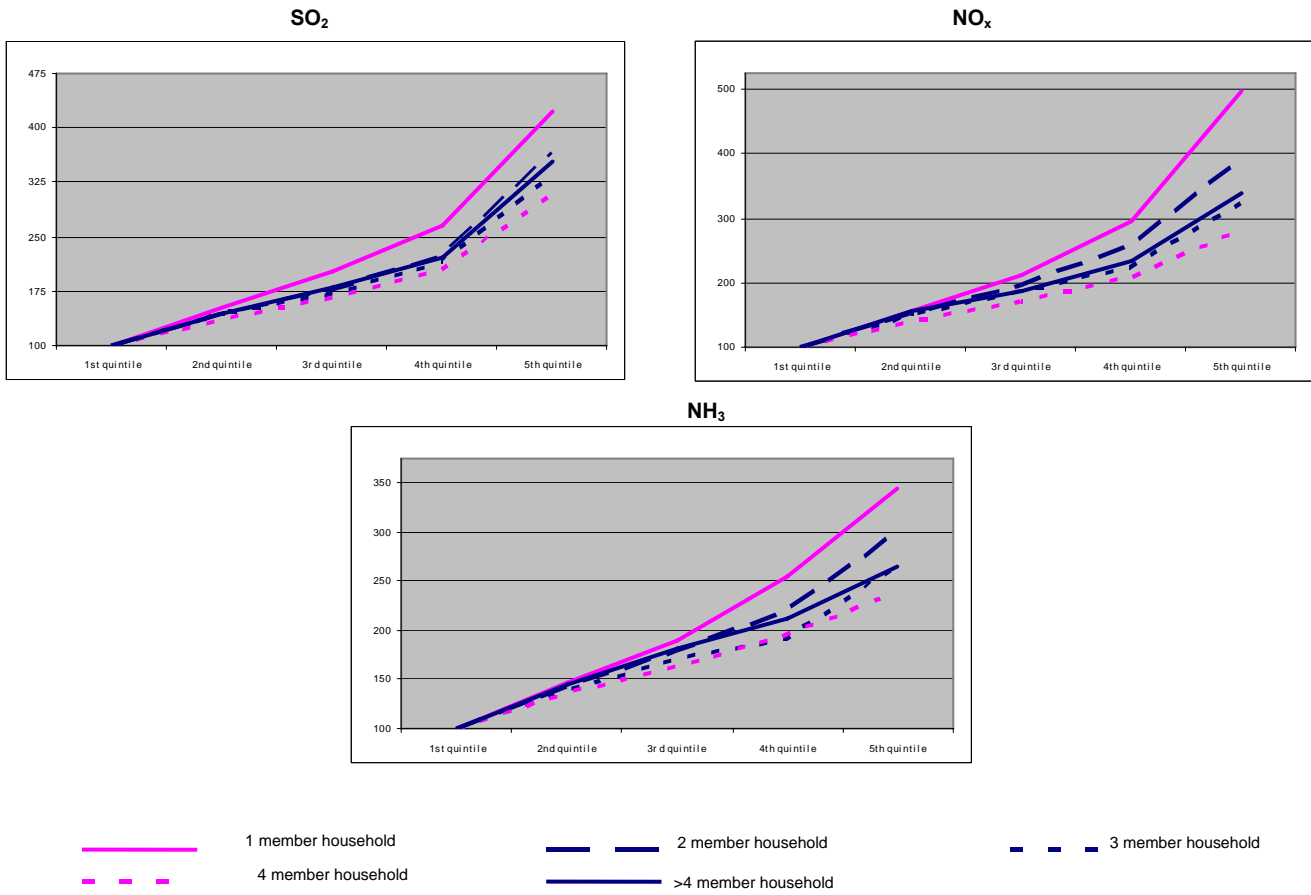 SO₂
475
400
325
250
175
100
1st quintile 2nd quintile 3rd quintile 4th quintile 5th quintile
NOₓ
500
400
300
200
100
1st quintile 2nd quintile 3rd quintile 4th quintile 5th quintile
NH₃
350
300
250
200
150
100
1st quintile 2nd quintile 3rd quintile 4th quintile 5th quintile
1 member household 2 member household 3 member household
4 member household >4 member household